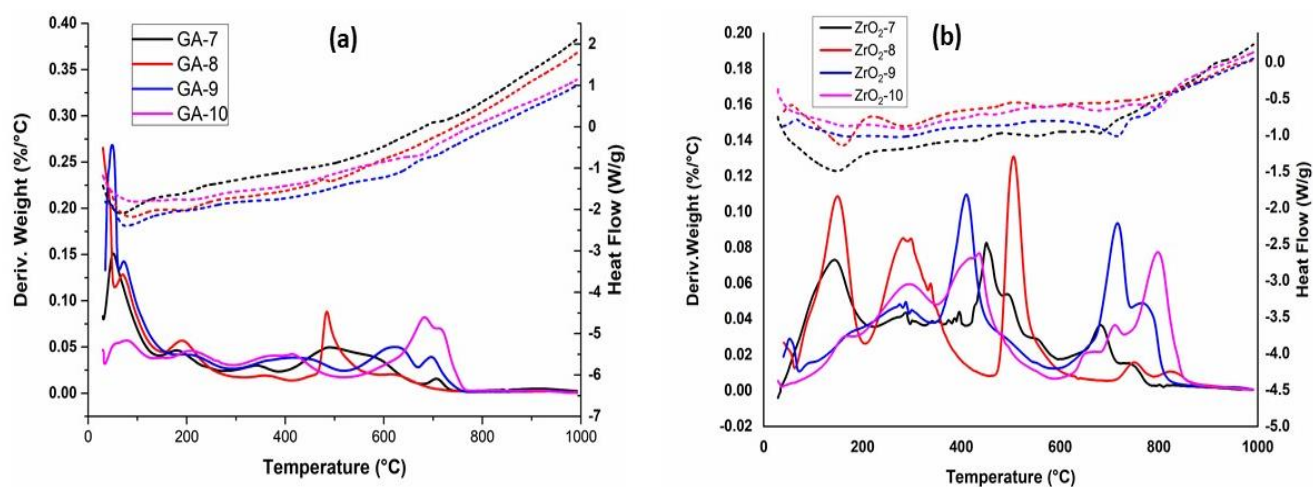 (a)
GA-7
GA-8
GA-9
GA-10
0.40
0.35
0.30
0.25
0.20
0.15
0.10
0.05
0.00
Deriv. Weight (%/°C)
2
1
0
-1
-2
-3
-4
-5
-6
-7
Heat Flow (W/g)
0 200 400 600 800 1000
Temperature (°C)
(b)
ZrO₂-7
ZrO₂-8
ZrO₂-9
ZrO₂-10
0.20
0.18
0.16
0.14
0.12
0.10
0.08
0.06
0.04
0.02
0.00
-0.02
Deriv.Weight (%/°C)
0.0
-0.5
-1.0
-1.5
-2.0
-2.5
-3.0
-3.5
-4.0
-4.5
-5.0
Heat Flow (W/g)
0 200 400 600 800 1000
Temperature (°C)